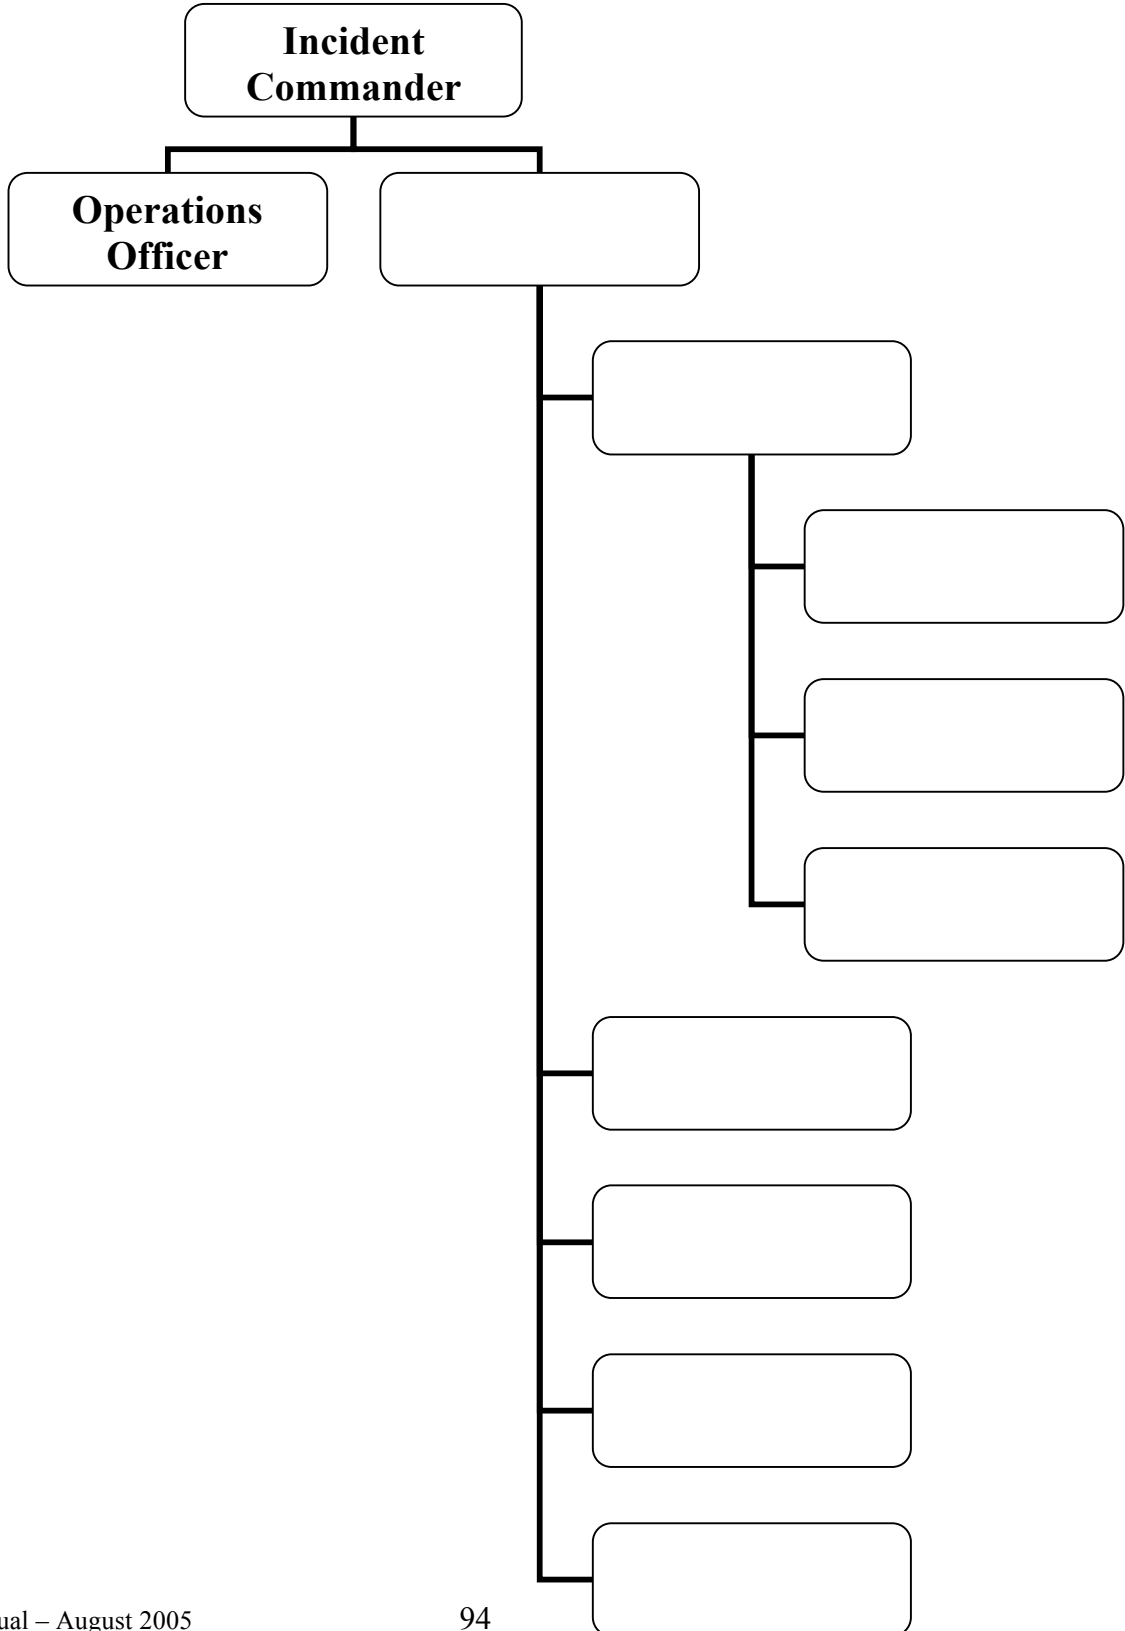 Incident
Commander
Operations
Officer
ual – August 2005
94